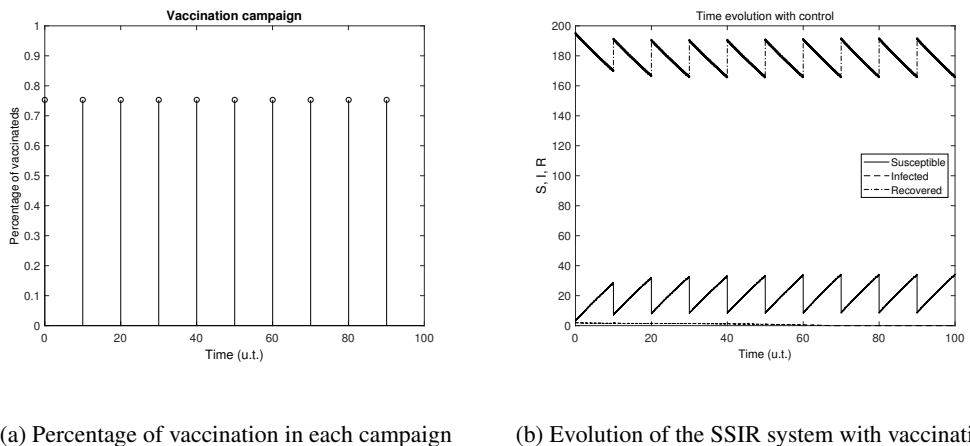 Vaccination campaign
Percentage of vaccinateds
1
0.9
0.8
0.7
0.6
0.5
0.4
0.3
0.2
0.1
0
0 20 40 60 80 100
Time (u.t.)
(a) Percentage of vaccination in each campaign
Time evolution with control
S, I, R
200
180
160
140
120
100
80
60
40
20
0
Susceptible
Infected
Recovered
0 20 40 60 80 100
Time (u.t.)
(b) Evolution of the SSIR system with vaccinat